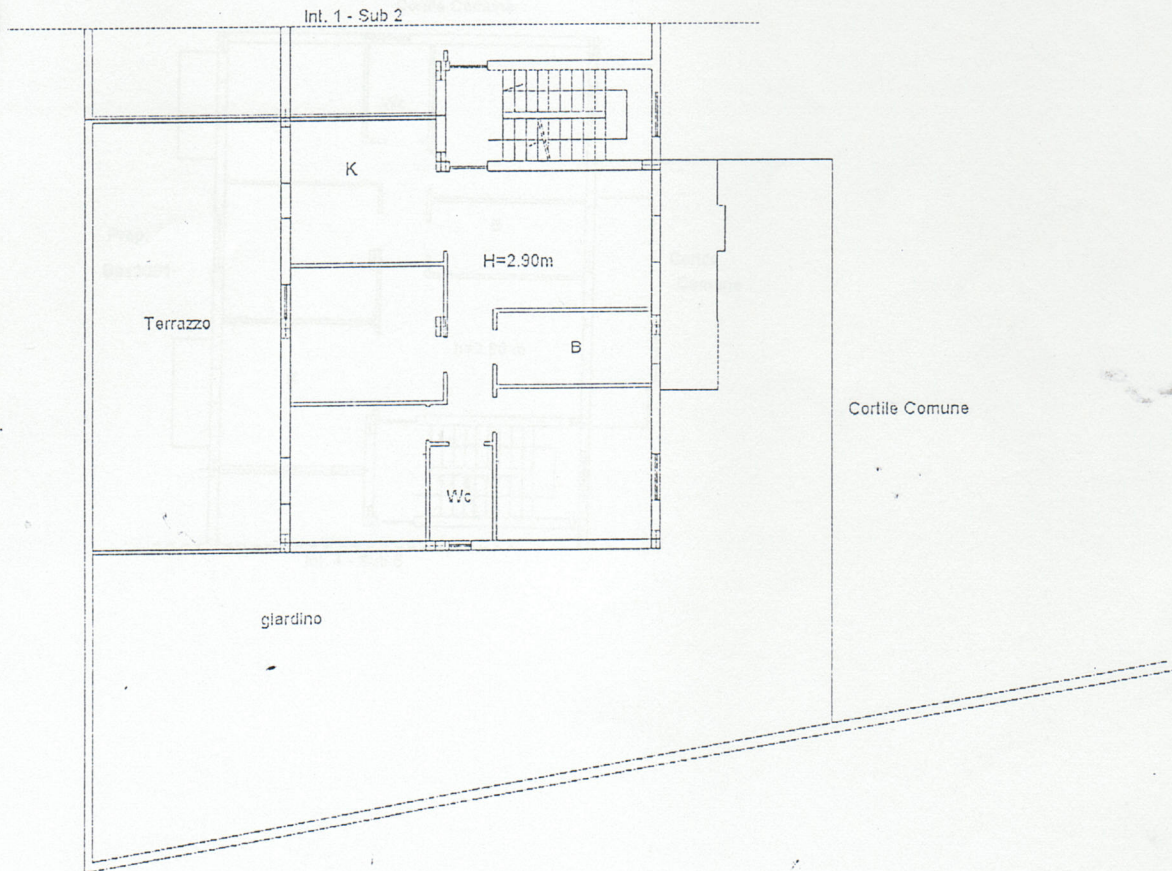 Int. 1 - Sub 2
K
H=2.90m
Terrazzo
B
Cortile Comune
Wc
giardino